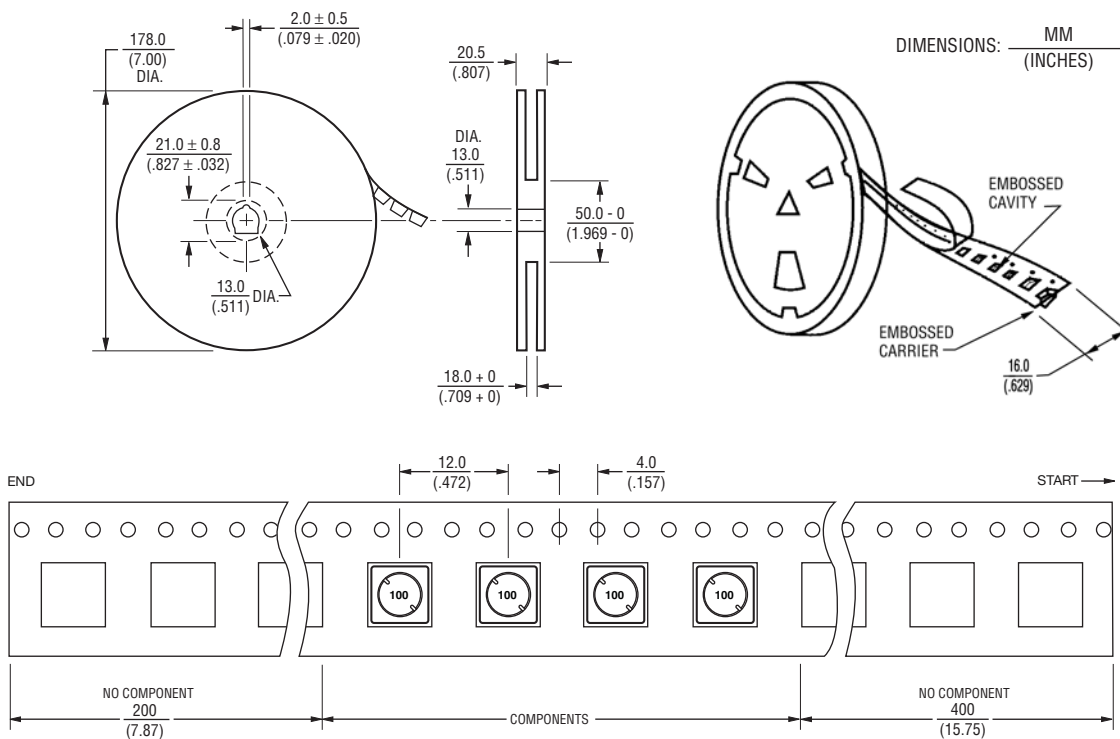 2.0 ± 0.5
(.079 ± .020)
178.0
(7.00)
DIA.
20.5
(.807)
DIMENSIONS:
MM
(INCHES)
21.0 ± 0.8
(.827 ± .032)
DIA.
13.0
(.511)
50.0 - 0
(1.969 - 0)
EMBOSSED
CAVITY
13.0
(.511)
DIA.
EMBOSSED
CARRIER
16.0
(.629)
18.0 + 0
(.709 + 0)
END
12.0
(.472)
4.0
(.157)
START
100
100
100
100
NO COMPONENT
200
(7.87)
COMPONENTS
NO COMPONENT
400
(15.75)